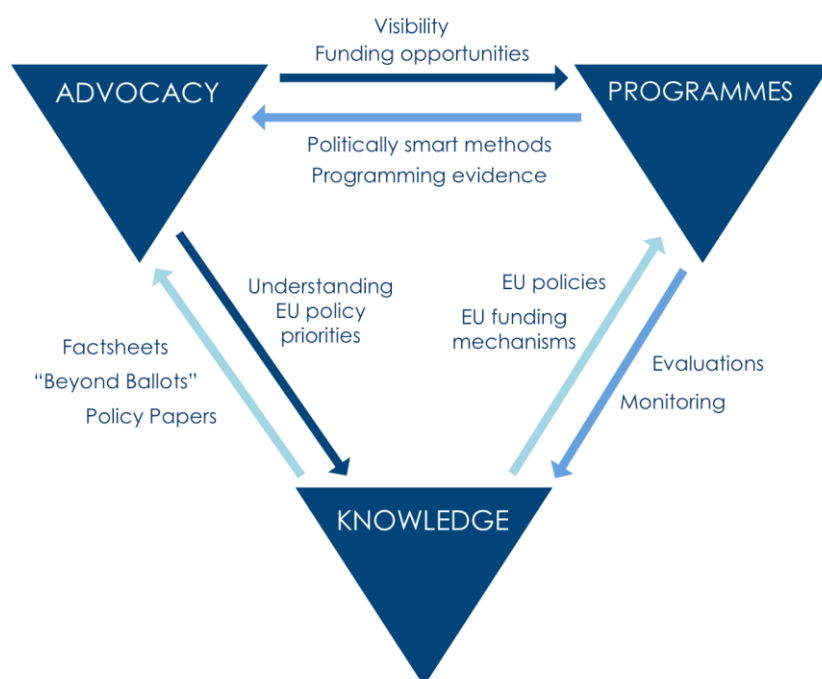 Visibility
Funding opportunities
ADVOCACY
PROGRAMMES
Politically smart methods
Programming evidence
Understanding
EU policy
priorities
EU policies
EU funding
mechanisms
Factsheets
“Beyond Ballots”
Policy Papers
Evaluations
Monitoring
KNOWLEDGE